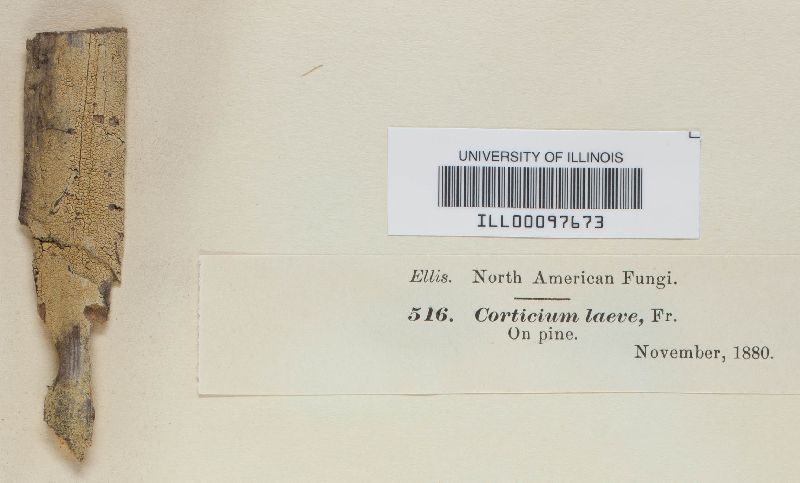 UNIVERSITY OF ILLINOIS
ILL00097673
Ellis. North American Fungi.
516. Corticium laeve, Fr.
On pine.
November, 1880.